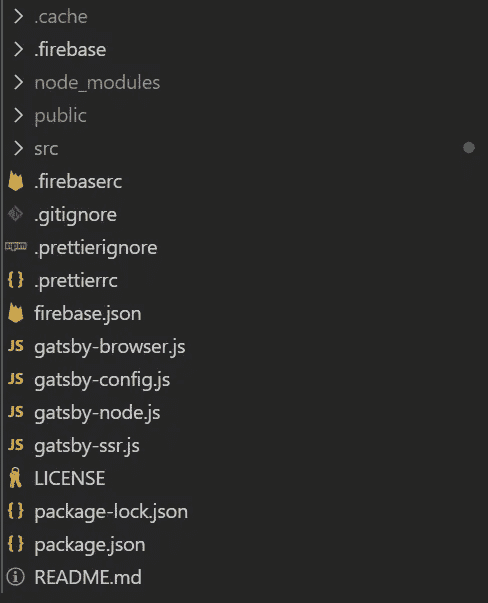 .cache
.firebase
node_modules
public
src
.firebaserc
.gitignore
.prettierignore
.prettierrc
firebase.json
JS gatsby-browser.js
JS gatsby-config.js
JS gatsby-node.js
JS gatsby-ssr.js
LICENSE
package-lock.json
package.json
README.md